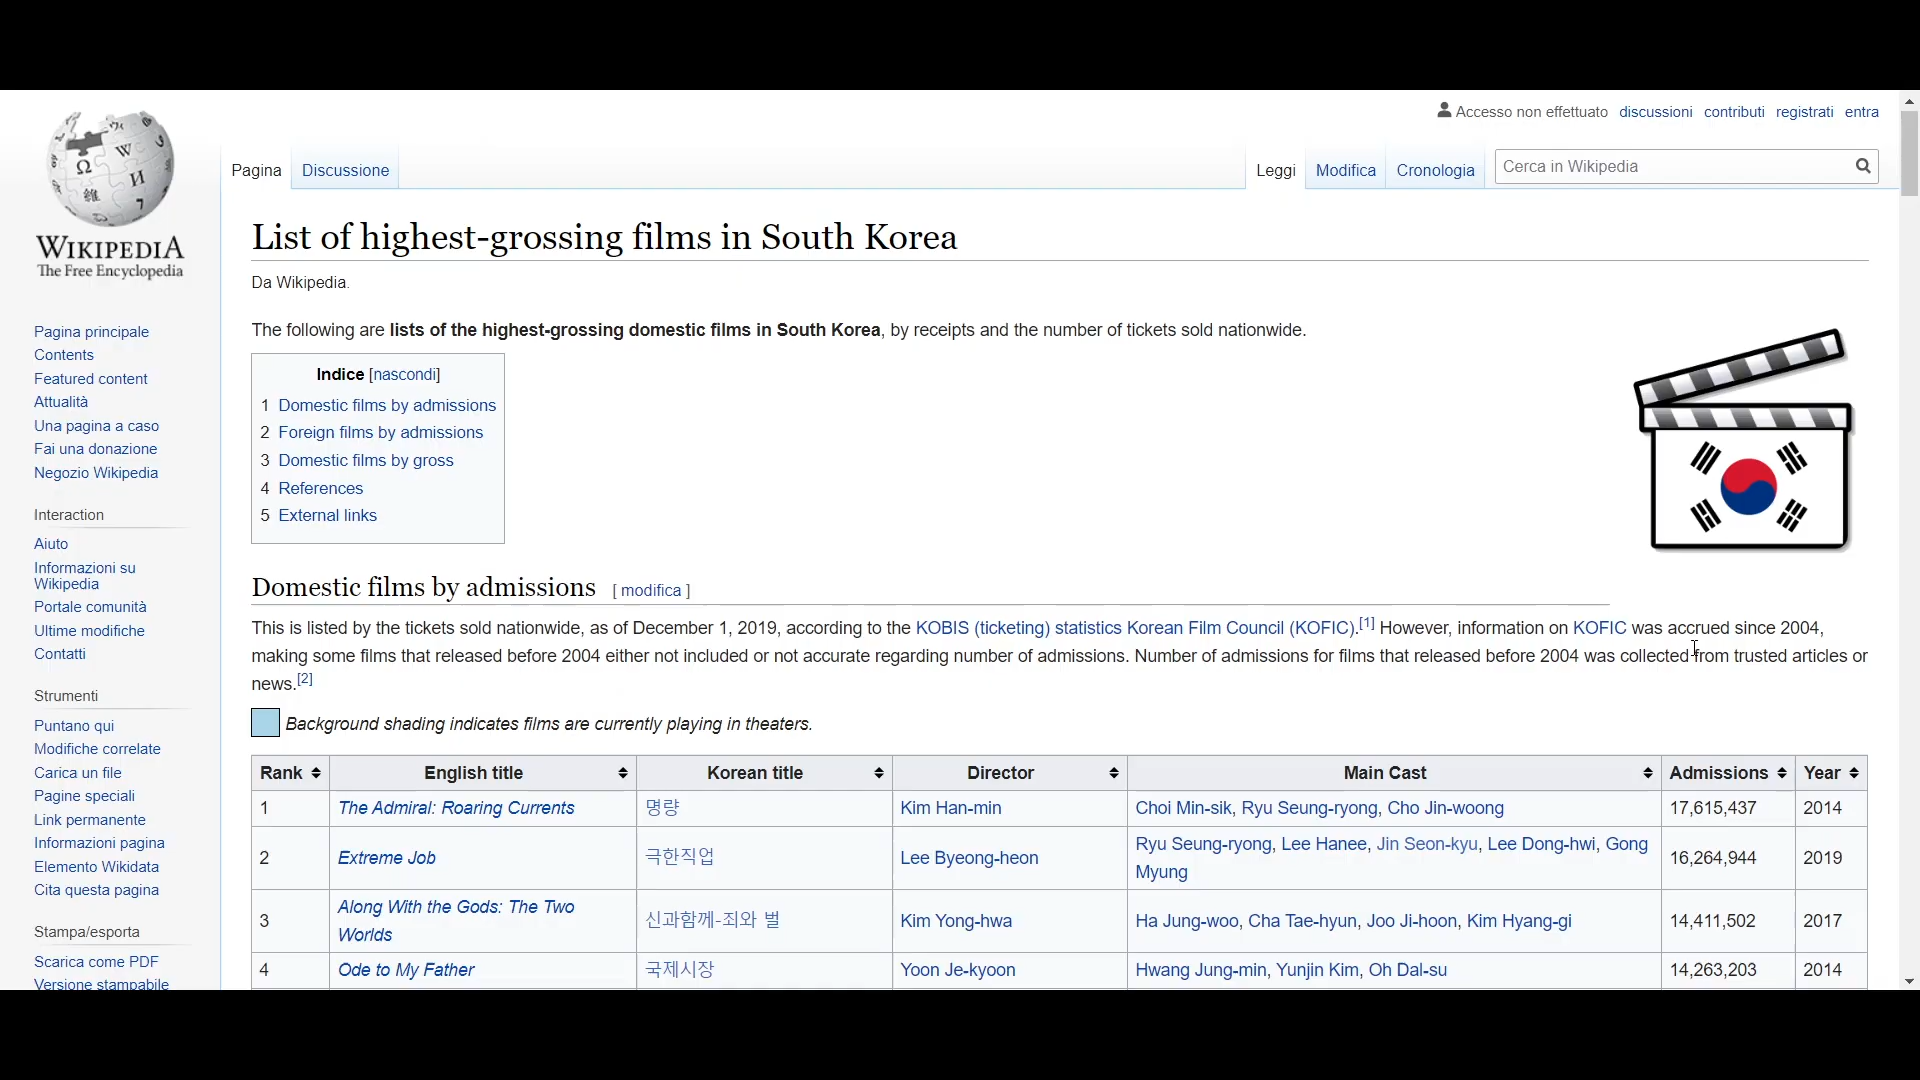 Accesso non effettuato discussioni contributi registrati entra
Pagina Discussione Leggi Modifica Cronologia Cerca in Wikipedia
WIKIPEDIA
The Free Encyclopedia
Pagina principale
Contents
Featured content
Attualità
Una pagina a caso
Fai una donazione
Negozio Wikipedia
Interaction
Aiuto
Informazioni su
Wikipedia
Portale comunità
Ultime modifiche
Contatti
Strumenti
Puntano qui
Modifiche correlate
Carica un file
Pagine speciali
Link permanente
Informazioni pagina
Elemento Wikidata
Cita questa pagina
Stampa/esporta
Scarica come PDF
Versione stampabile
List of highest-grossing films in South Korea
Da Wikipedia.
The following are lists of the highest-grossing domestic films in South Korea, by receipts and the number of tickets sold nationwide.
Indice [nascondi]
1 Domestic films by admissions
2 Foreign films by admissions
3 Domestic films by gross
4 References
5 External links
Domestic films by admissions [ modifica ]
This is listed by the tickets sold nationwide, as of December 1, 2019, according to the KOBIS (ticketing) statistics Korean Film Council (KOFIC).[1] However, information on KOFIC was accrued since 2004,
making some films that released before 2004 either not included or not accurate regarding number of admissions. Number of admissions for films that released before 2004 was collected from trusted articles or
news.[2]
Background shading indicates films are currently playing in theaters.
Rank English title Korean title Director Main Cast Admissions Year
1 The Admiral: Roaring Currents 명량 Kim Han-min Choi Min-sik, Ryu Seung-ryong, Cho Jin-woong 17,615,437 2014
2 Extreme Job 극한직업 Lee Byeong-heon Ryu Seung-ryong, Lee Hanee, Jin Seon-kyu, Lee Dong-hwi, Gong
Myung 16,264,944 2019
3 Along With the Gods: The Two
Worlds 신과함께-죄와 벌 Kim Yong-hwa Ha Jung-woo, Cha Tae-hyun, Joo Ji-hoon, Kim Hyang-gi 14,411,502 2017
4 Ode to My Father 국제시장 Yoon Je-kyoon Hwang Jung-min, Yunjin Kim, Oh Dal-su 14,263,203 2014